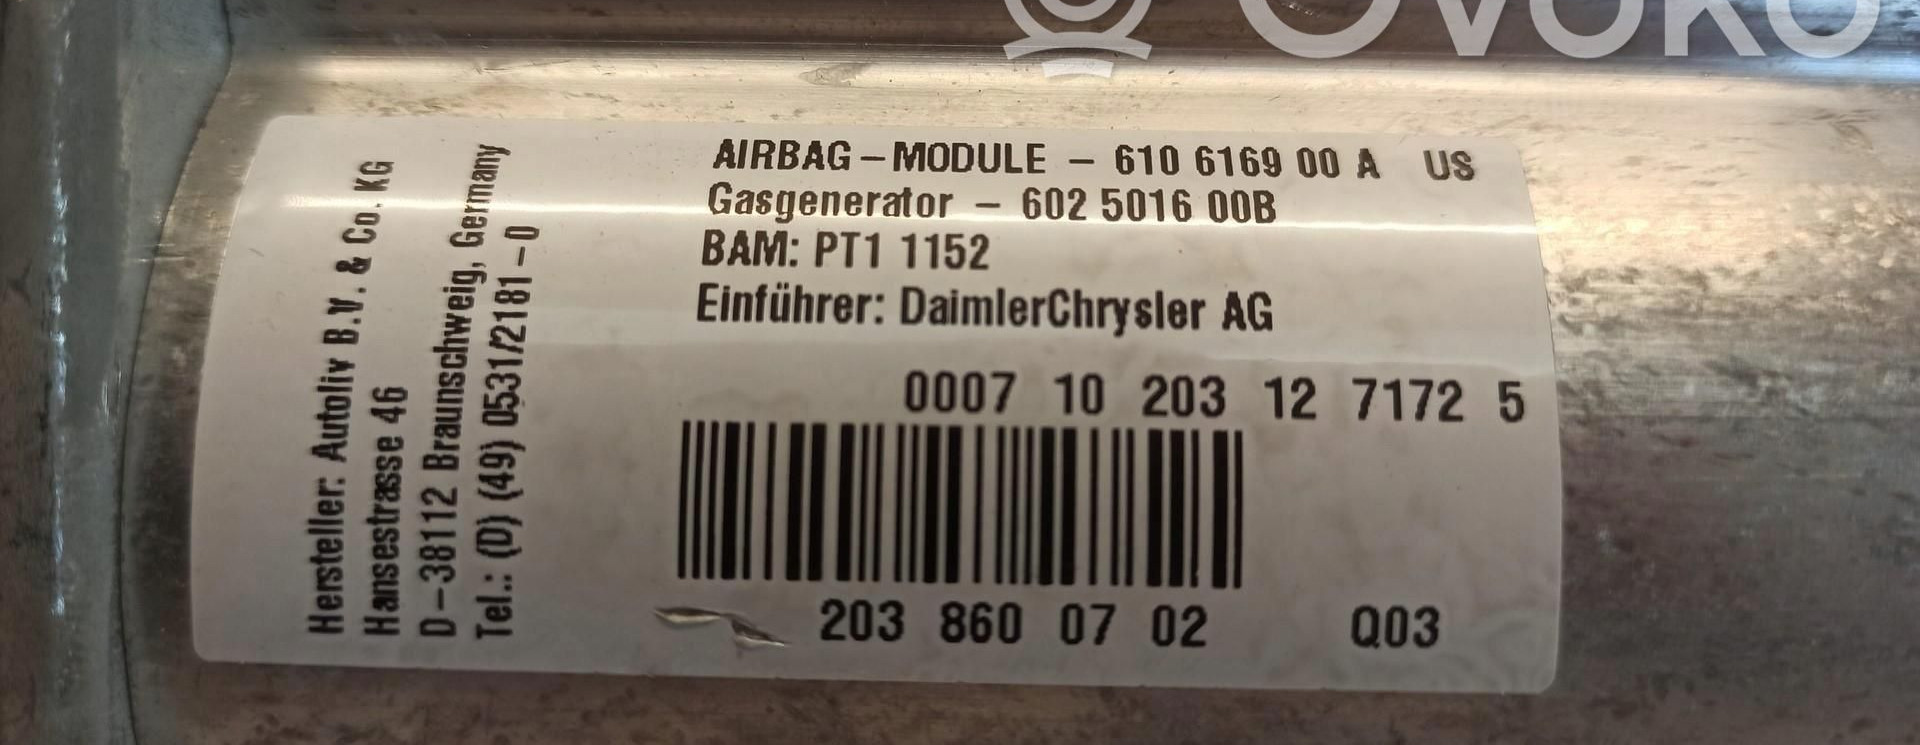 OVOKO
AIRBAG – MODULE – 610 6169 00 A US
Gasgenerator – 602 5016 00B
BAM: PT1 1152
Einführer: DaimlerChrysler AG
0007 10 203 12 7172 5
203 860 07 02 Q03
Hersteller: Autoliv B.V. & Co. KG
Hansestrasse 46
D–38112 Braunschweig, Germany
Tel.: (D) (49) 0531/2181–0